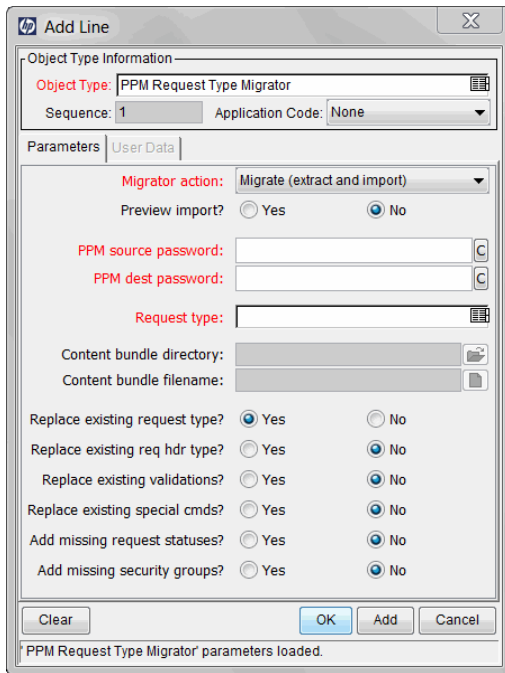 hp Add Line
Object Type Information
Object Type: PPM Request Type Migrator
Sequence: 1 Application Code: None
Parameters User Data
Migrator action: Migrate (extract and import)
Preview import? Yes No
PPM source password: C
PPM dest password: C
Request type:
Content bundle directory:
Content bundle filename:
Replace existing request type? Yes No
Replace existing req hdr type? Yes No
Replace existing validations? Yes No
Replace existing special cmds? Yes No
Add missing request statuses? Yes No
Add missing security groups? Yes No
Clear OK Add Cancel
' PPM Request Type Migrator' parameters loaded.